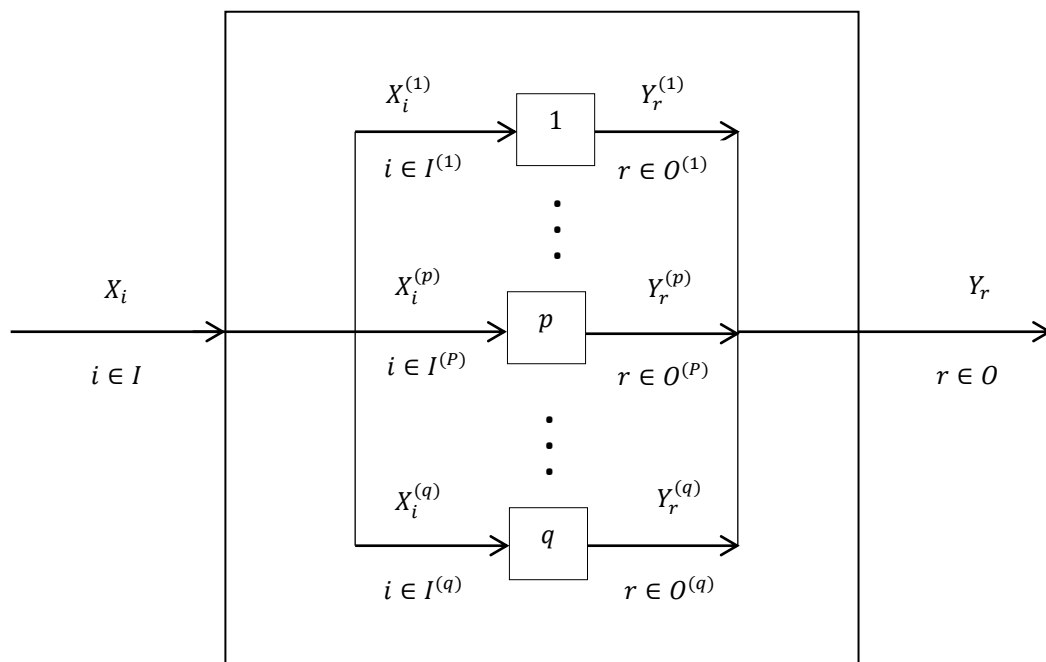 X_i^{(1)} 1 Y_r^{(1)}
i ∈ I^{(1)} r ∈ O^{(1)}
X_i X_i^{(p)} p Y_r^{(p)} Y_r
i ∈ I i ∈ I^{(P)} r ∈ O^{(P)} r ∈ O
X_i^{(q)} q Y_r^{(q)}
i ∈ I^{(q)} r ∈ O^{(q)}